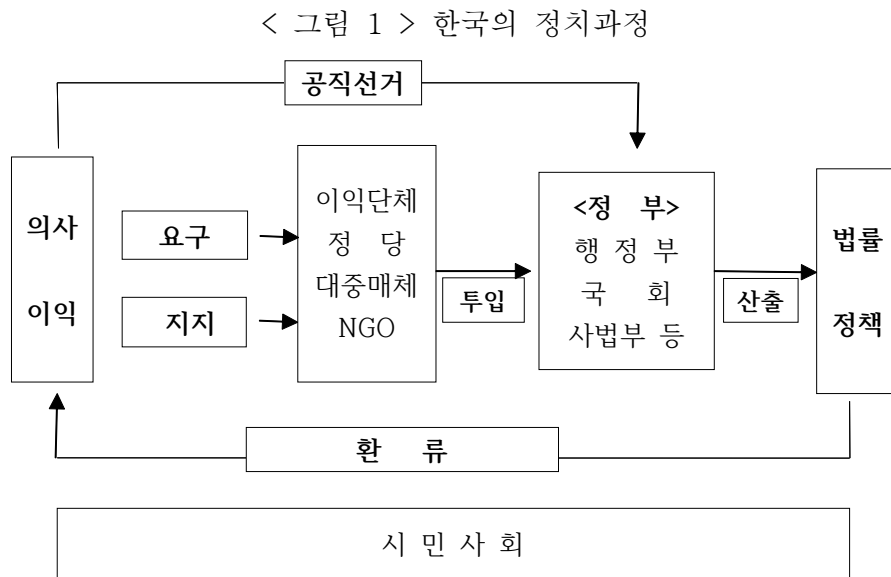 < 그림 1 > 한국의 정치과정
공직선거
의사
이익
요구
지지
이익단체
정 당
대중매체
NGO
투입
<정 부>
행 정 부
국 회
사법부 등
산출
법률
정책
환 류
시 민 사 회